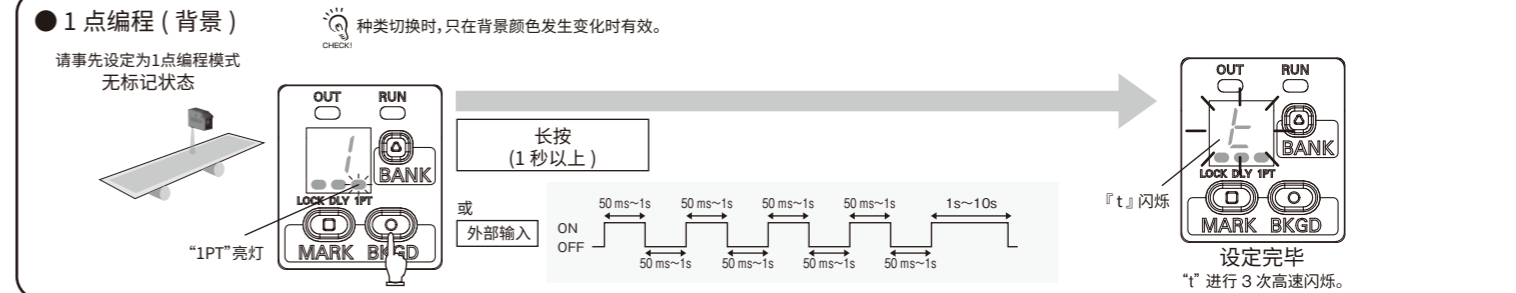 ●1 点编程 ( 背景 )
CHECK!
种类切换时，只在背景颜色发生变化时有效。
请事先设定为1点编程模式
无标记状态
OUT RUN
1
BANK
LOCK DLY 1PT
MARK BKGD
“1PT”亮灯
长按
(1 秒以上 )
或
外部输入
ON
OFF
50 ms～1s 50 ms～1s 50 ms～1s 50 ms～1s 1s～10s
50 ms～1s 50 ms～1s 50 ms～1s 50 ms～1s
OUT RUN
t
BANK
LOCK DLY 1PT
MARK BKGD
『t』闪烁
设定完毕
“t” 进行 3 次高速闪烁。